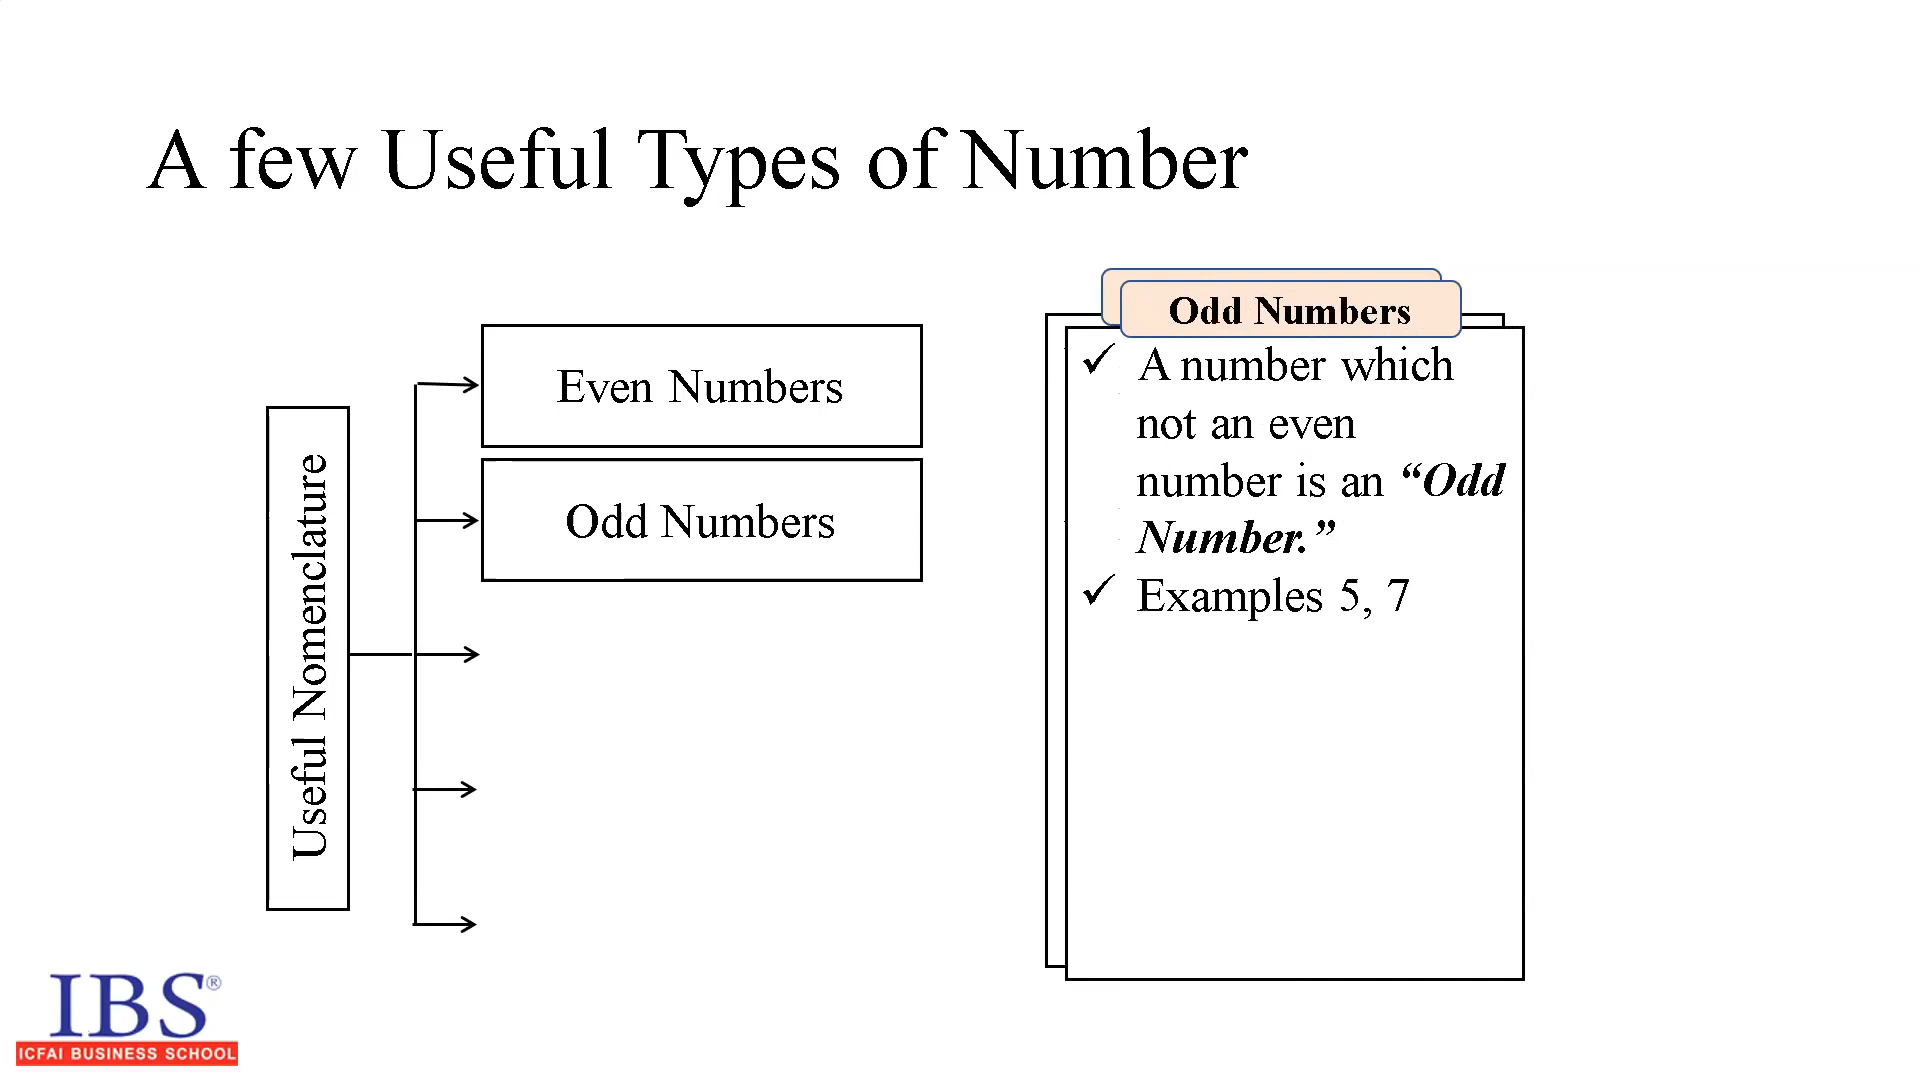 A few Useful Types of Number
Useful Nomenclature
Even Numbers
Odd Numbers
Odd Numbers
✓ A number which
not an even
number is an “Odd
Number.”
✓ Examples 5, 7
IBS®
ICFAI BUSINESS SCHOOL